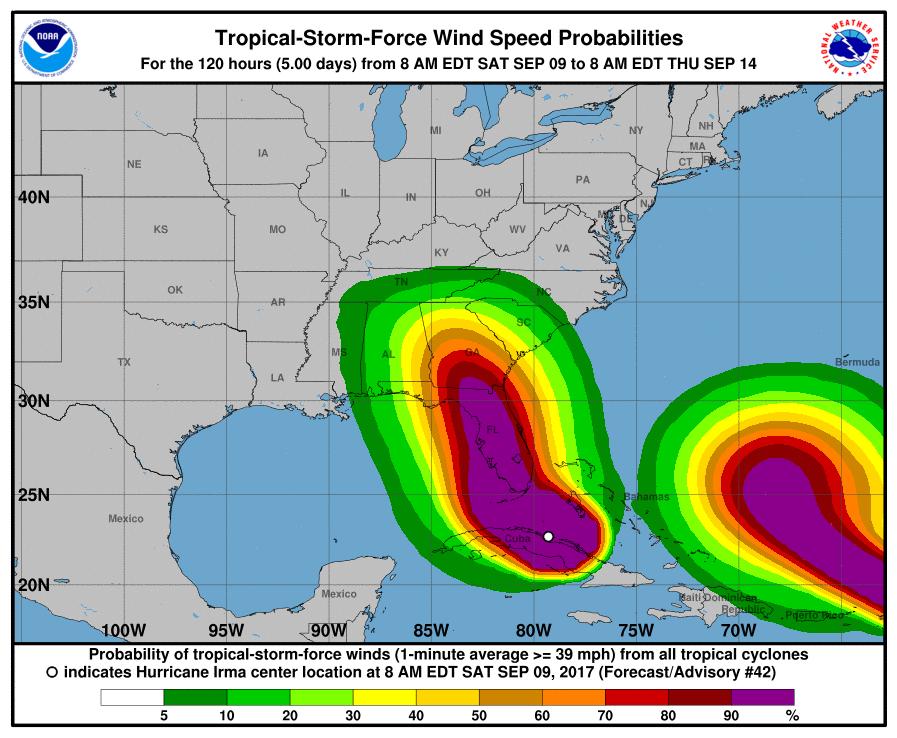 Tropical-Storm-Force Wind Speed Probabilities
For the 120 hours (5.00 days) from 8 AM EDT SAT SEP 09 to 8 AM EDT THU SEP 14
NOAA
NATIONAL WEATHER SERVICE
MI
NY
NH
MA
CT
RI
NE
IA
PA
IL
IN
OH
NJ
40N
MD
DE
KS
MO
WV
VA
KY
OK
TN
NC
35N
AR
SC
MS
AL
GA
TX
LA
Bermuda
30N
FL
25N
Bahamas
Mexico
Cuba
20N
Mexico
Haiti
Dominican
Republic
Puerto Rico
100W
95W
90W
85W
80W
75W
70W
Probability of tropical-storm-force winds (1-minute average >= 39 mph) from all tropical cyclones
indicates Hurricane Irma center location at 8 AM EDT SAT SEP 09, 2017 (Forecast/Advisory #42)
5 10 20 30 40 50 60 70 80 90 %